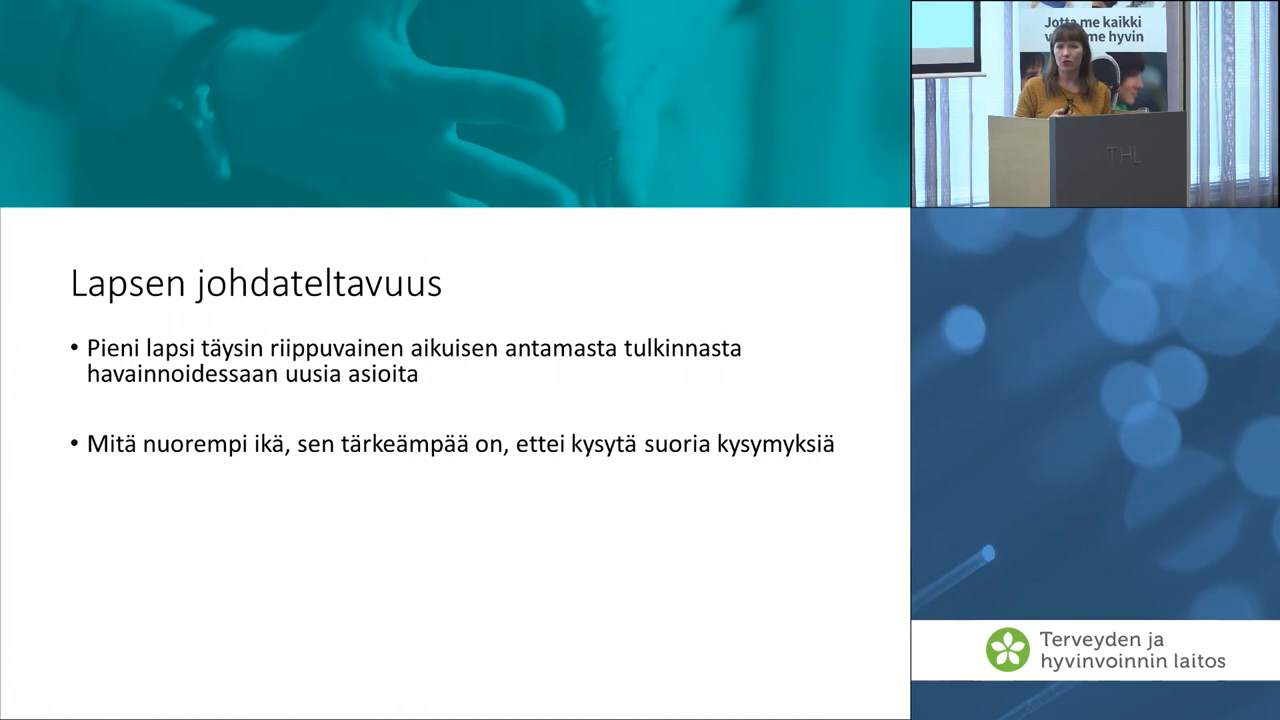 Lapsen johdateltavuus
• Pieni lapsi täysin riippuvainen aikuisen antamasta tulkinnasta
havainnoidessaan uusia asioita
• Mitä nuorempi ikä, sen tärkeämpää on, ettei kysytä suoria kysymyksiä
Jotta me kaikki
me hyvin
THL
Terveyden ja
hyvinvoinnin laitos